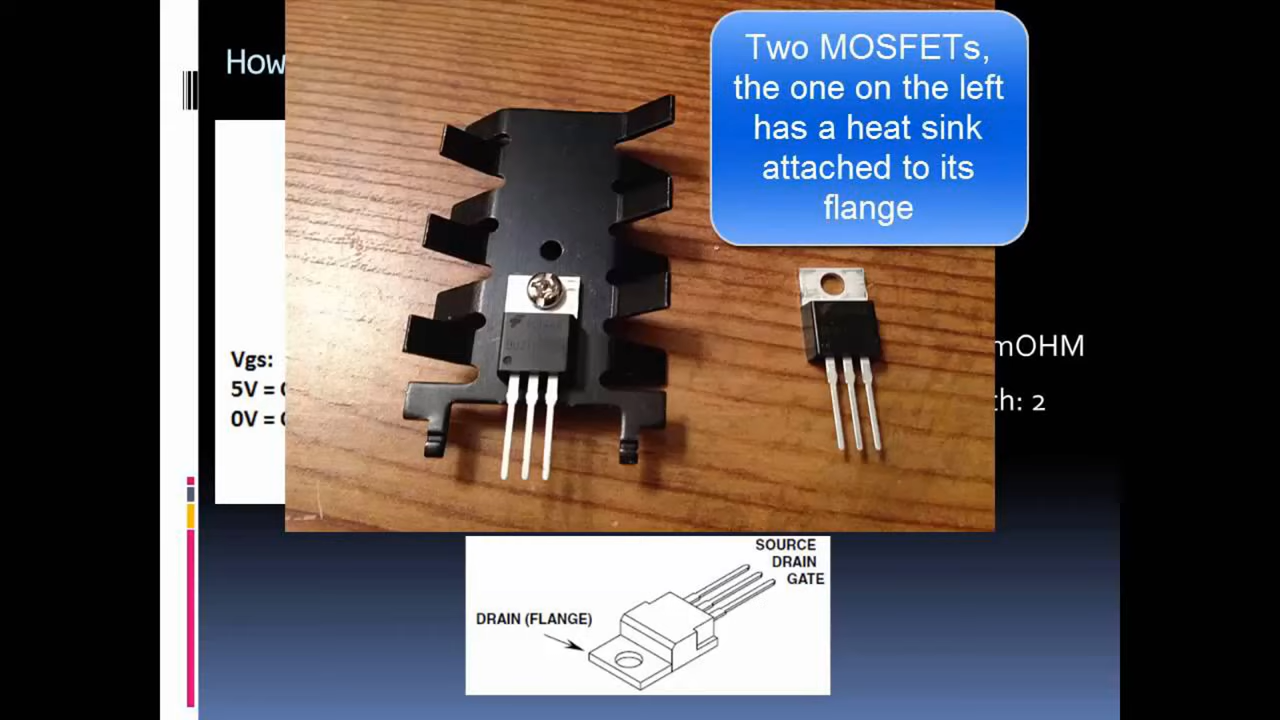 How
Two MOSFETs,
the one on the left
has a heat sink
attached to its
flange
Vgs:
5V =
0V =
mOHM
th: 2
SOURCE
DRAIN
GATE
DRAIN (FLANGE)